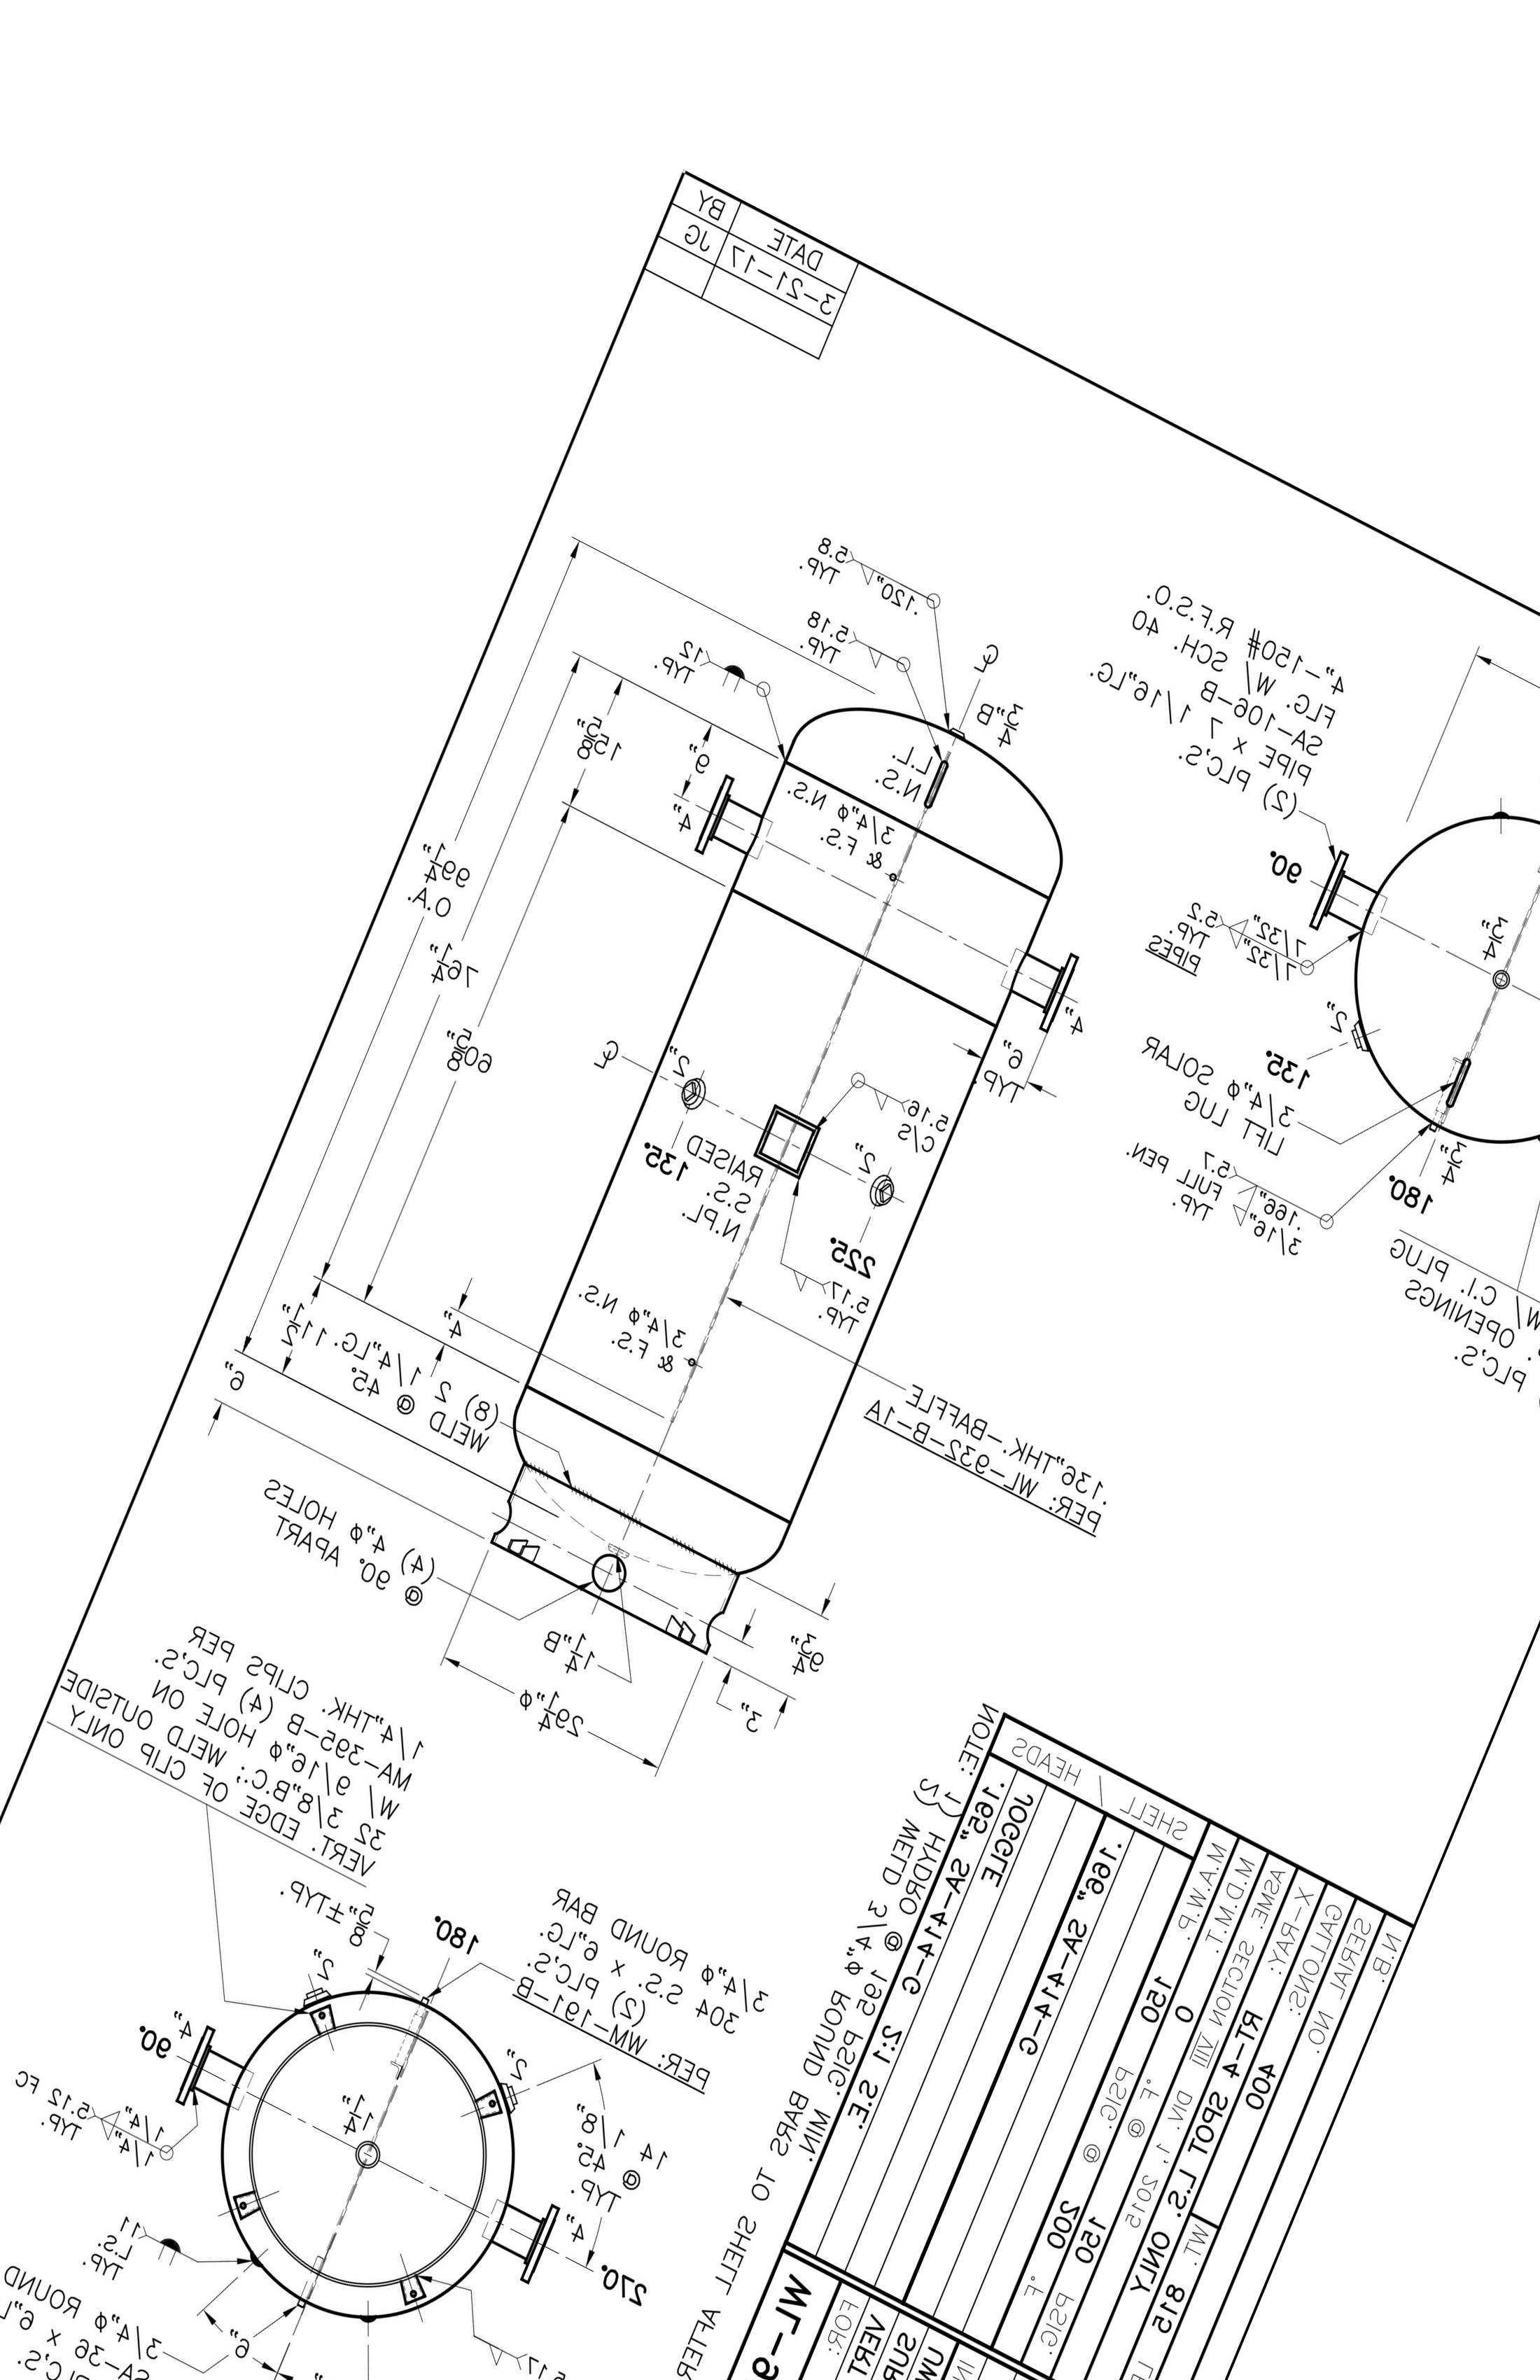 BY
DATE
JG
3-21-17
5.8
TYP.
.120"
5.18
TYP.
12
TYP.
℄
3/4"B
L.L.
N.S.
3/4"Φ N.S.
& F.S.
15 5/8"
9"
4"
99 1/4"
O.A.
76 1/4"
60 5/8"
4"
6"
TYP.
℄
2"
135°
RAISED
S.S.
N.PL.
5.16
C/S
2"
225°
5.17
TYP.
3/4"Φ N.S.
& F.S.
.136"THK.-BAFFLE
PER: WL-932-B-1A
4"
11 1/2"
6"
(8) 2 1/4"LG.
WELD @ 45°
(4) 4"Φ HOLES
@ 90° APART
1 1/4"B
29 1/4"Φ
9 3/4"
3"
4"-150# R.F.S.O.
FLG. W/ SCH. 40
SA-106-B
PIPE x 7 1/16"LG.
(2) PLC'S.
90°
5.2
TYP.
PIPES
7/32"
7/32"
3/4"
2"
135°
3/4"Φ SOLAR
LIFT LUG
5.7
FULL PEN.
TYP.
.166"
3/16"
3/4"
180°
W/ C.I. PLUG
OPENINGS
PLC'S.
1/4"THK. CLIPS PER
MA-395-B (4) PLC'S.
W/ 9/16"Φ HOLE ON
32 3/8"B.C.; WELD OUTSIDE
VERT. EDGE OF CLIP ONLY
5/8"±TYP.
180°
3/4"Φ ROUND BAR
304 S.S. x 6"LG.
(2) PLC'S.
PER: WM-191-B
2"
4"
90°
5.12 FC
TYP.
1/4"
1/4"
1 1/4"
2"
14 1/8"
@ 45°
TYP.
4"
270°
11
L.S.
TYP.
3/4"Φ ROUND
SA-36 x 6"L
PLC'S.
6"
5.17
NOTE: 1) HYDRO @ 195 PSIG. MIN.
2) WELD 3/4"Φ ROUND BARS TO SHELL AFTER
N.B.
SERIAL NO.
GALLONS: 400
WT. 815
X-RAY: RT-4 SPOT L.S. ONLY
ASME. SECTION VIII DIV. 1, 2015
M.D.M.T. 0 °F @ 150 PSIG.
M.A.W.P. 150 PSIG. @ 200 °F
SHELL / HEADS
.166" SA-414-G
JOGGLE
.165" SA-414-G 2:1 S.E.
WL-9
FOR:
VERT
SUR
UW
IN